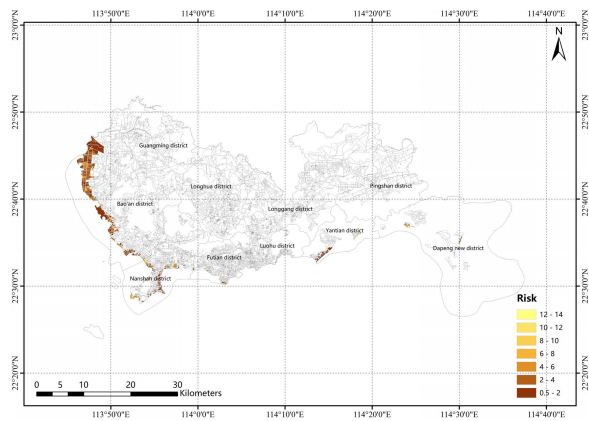 113°50'0"E 114°0'0"E 114°10'0"E 114°20'0"E 114°30'0"E 114°40'0"E
23°0'0"N 23°0'0"N
N
22°50'0"N 22°50'0"N
Guangming district
Longhua district
Pingshan district
22°40'0"N 22°40'0"N
Bao'an district
Longgang district
Yantian district
Luohu district
Dapeng new district
Futian district
Nanshan district
22°30'0"N 22°30'0"N
Risk
12 - 14
10 - 12
8 - 10
6 - 8
4 - 6
2 - 4
0.5 - 2
22°20'0"N 22°20'0"N
0 5 10 20 30
Kilometers
113°50'0"E 114°0'0"E 114°10'0"E 114°20'0"E 114°30'0"E 114°40'0"E